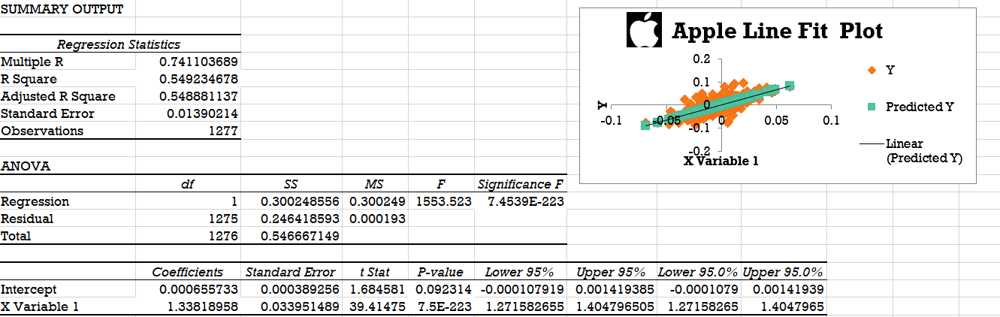 SUMMARY OUTPUT
Regression Statistics
Multiple R 0.741103689
R Square 0.549234678
Adjusted R Square 0.548881137
Standard Error 0.01390214
Observations 1277
Apple Line Fit Plot
0.2
0.1
0
-0.1
-0.2
-0.1 -0.05 0 0.05 0.1
Y
X Variable 1
Y
Predicted Y
Linear
(Predicted Y)
ANOVA
df SS MS F Significance F
Regression 1 0.300248556 0.300249 1553.523 7.4539E-223
Residual 1275 0.246418593 0.000193
Total 1276 0.546667149
Coefficients Standard Error t Stat P-value Lower 95% Upper 95% Lower 95.0% Upper 95.0%
Intercept 0.000655733 0.000389256 1.684581 0.092314 -0.000107919 0.001419385 -0.0001079 0.00141939
X Variable 1 1.33818958 0.033951489 39.41475 7.5E-223 1.271582655 1.404796505 1.27158265 1.4047965